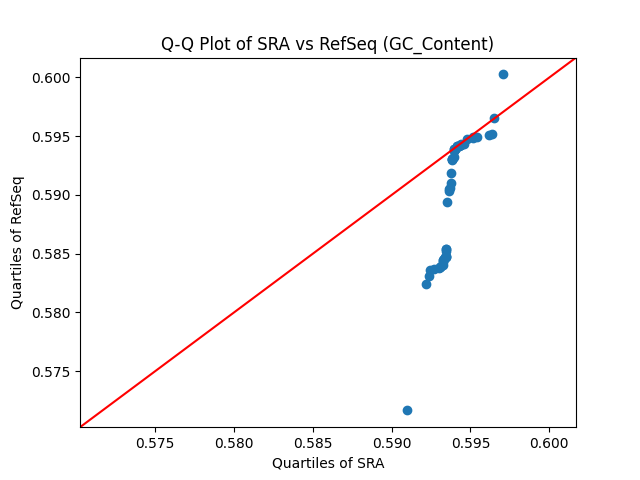 Q-Q Plot of SRA vs RefSeq (GC_Content)
0.600
0.595
0.590
0.585
0.580
0.575
Quartiles of RefSeq
0.575 0.580 0.585 0.590 0.595 0.600
Quartiles of SRA